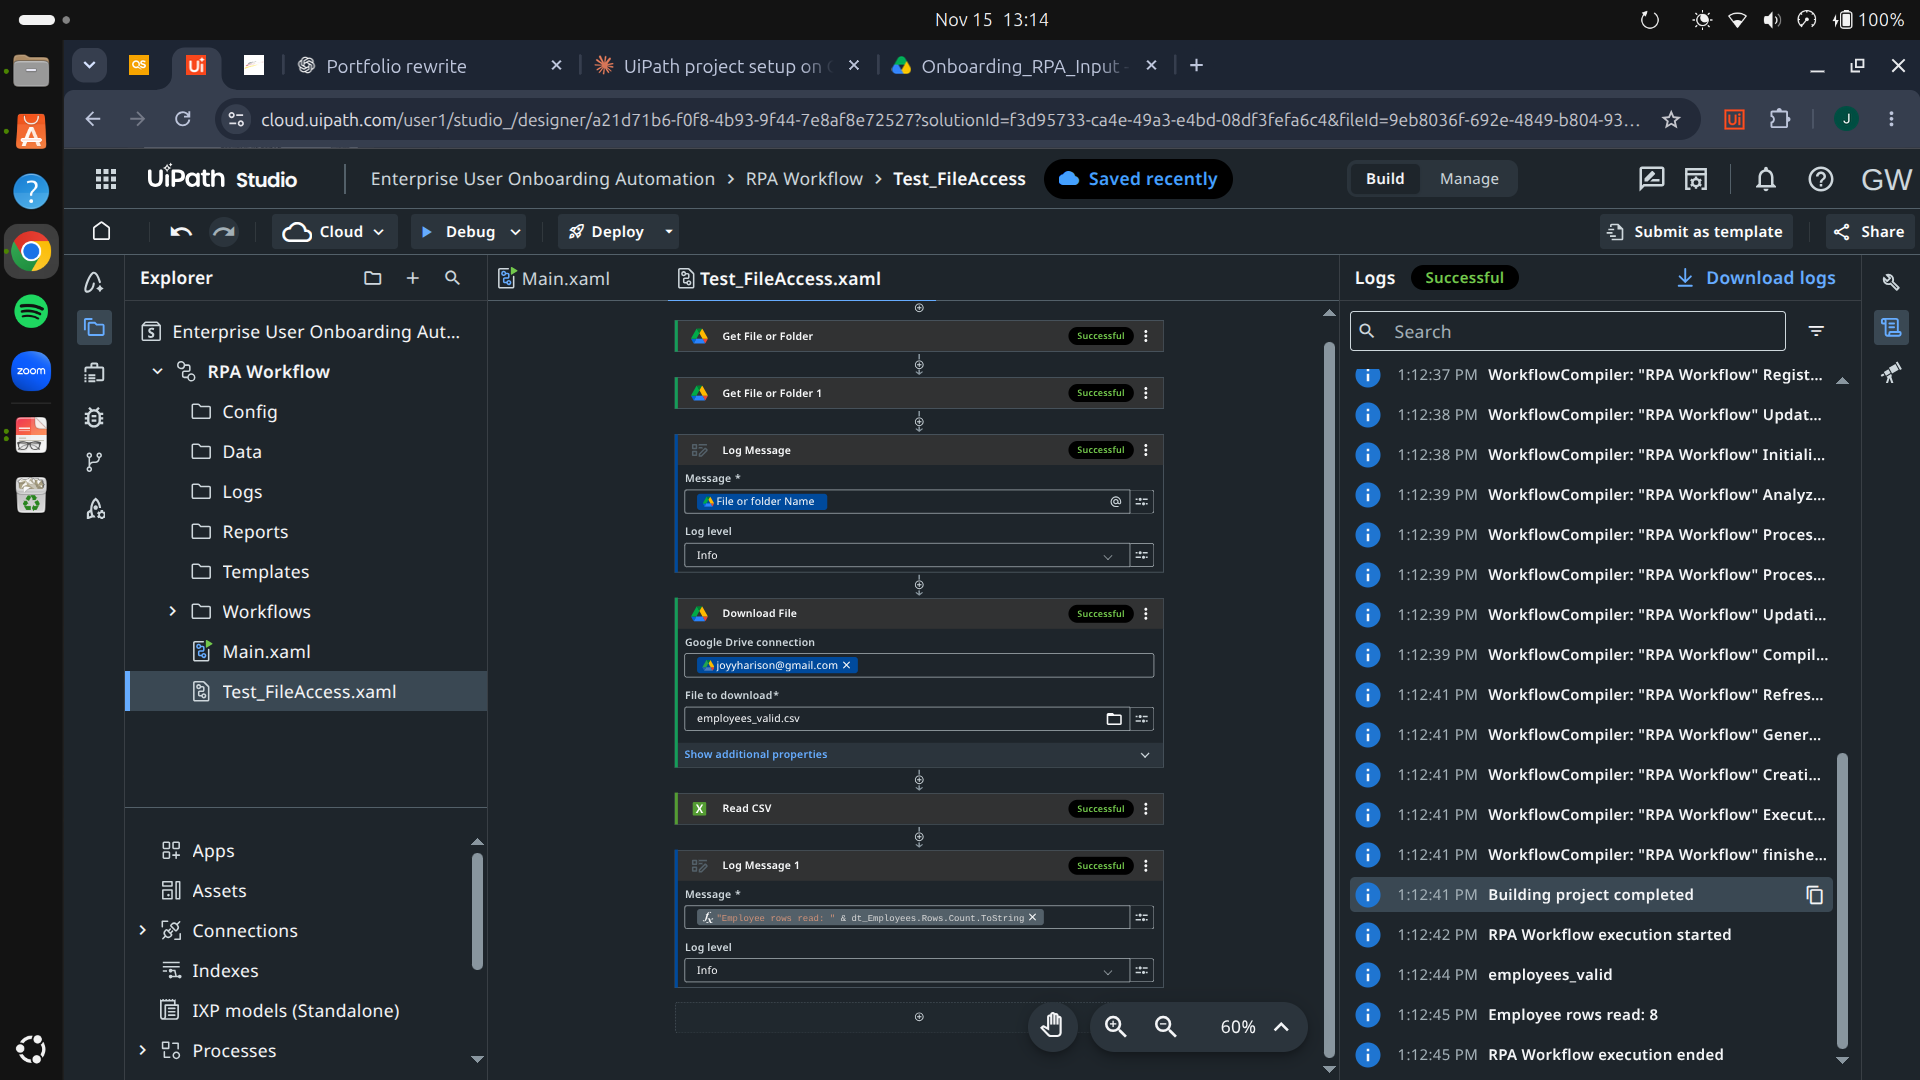 Nov 15 13:14
100%
Portfolio rewrite
UiPath project setup on
Onboarding_RPA_Input -
cloud.uipath.com/user1/studio_/designer/a21d71b6-f0f8-4b93-9f44-7e8af8e72527?solutionId=f3d95733-ca4e-49a3-e4bd-08df3fefa6c4&fileId=9eb8036f-692e-4849-b804-93...
J
UiPath Studio
Enterprise User Onboarding Automation > RPA Workflow > Test_FileAccess
Saved recently
Build
Manage
GW
Cloud
Debug
Deploy
Submit as template
Share
zoom
Explorer
Enterprise User Onboarding Aut...
RPA Workflow
Config
Data
Logs
Reports
Templates
Workflows
Main.xaml
Test_FileAccess.xaml
Apps
Assets
Connections
Indexes
IXP models (Standalone)
Processes
Main.xaml
Test_FileAccess.xaml
Get File or Folder
Successful
Get File or Folder 1
Successful
Log Message
Successful
Message *
File or folder Name
@
Log level
Info
Download File
Successful
Google Drive connection
joyyharison@gmail.com
File to download*
employees_valid.csv
Show additional properties
Read CSV
Successful
Log Message 1
Successful
Message *
"Employee rows read: " & dt_Employees.Rows.Count.ToString
Log level
Info
60%
Logs
Successful
Download logs
Search
1:12:37 PM WorkflowCompiler: "RPA Workflow" Regist...
1:12:38 PM WorkflowCompiler: "RPA Workflow" Updat...
1:12:38 PM WorkflowCompiler: "RPA Workflow" Initiali...
1:12:39 PM WorkflowCompiler: "RPA Workflow" Analyz...
1:12:39 PM WorkflowCompiler: "RPA Workflow" Proces...
1:12:39 PM WorkflowCompiler: "RPA Workflow" Proces...
1:12:39 PM WorkflowCompiler: "RPA Workflow" Updati...
1:12:39 PM WorkflowCompiler: "RPA Workflow" Compil...
1:12:41 PM WorkflowCompiler: "RPA Workflow" Refres...
1:12:41 PM WorkflowCompiler: "RPA Workflow" Gener...
1:12:41 PM WorkflowCompiler: "RPA Workflow" Creati...
1:12:41 PM WorkflowCompiler: "RPA Workflow" Execut...
1:12:41 PM WorkflowCompiler: "RPA Workflow" finishe...
1:12:41 PM Building project completed
1:12:42 PM RPA Workflow execution started
1:12:44 PM employees_valid
1:12:45 PM Employee rows read: 8
1:12:45 PM RPA Workflow execution ended